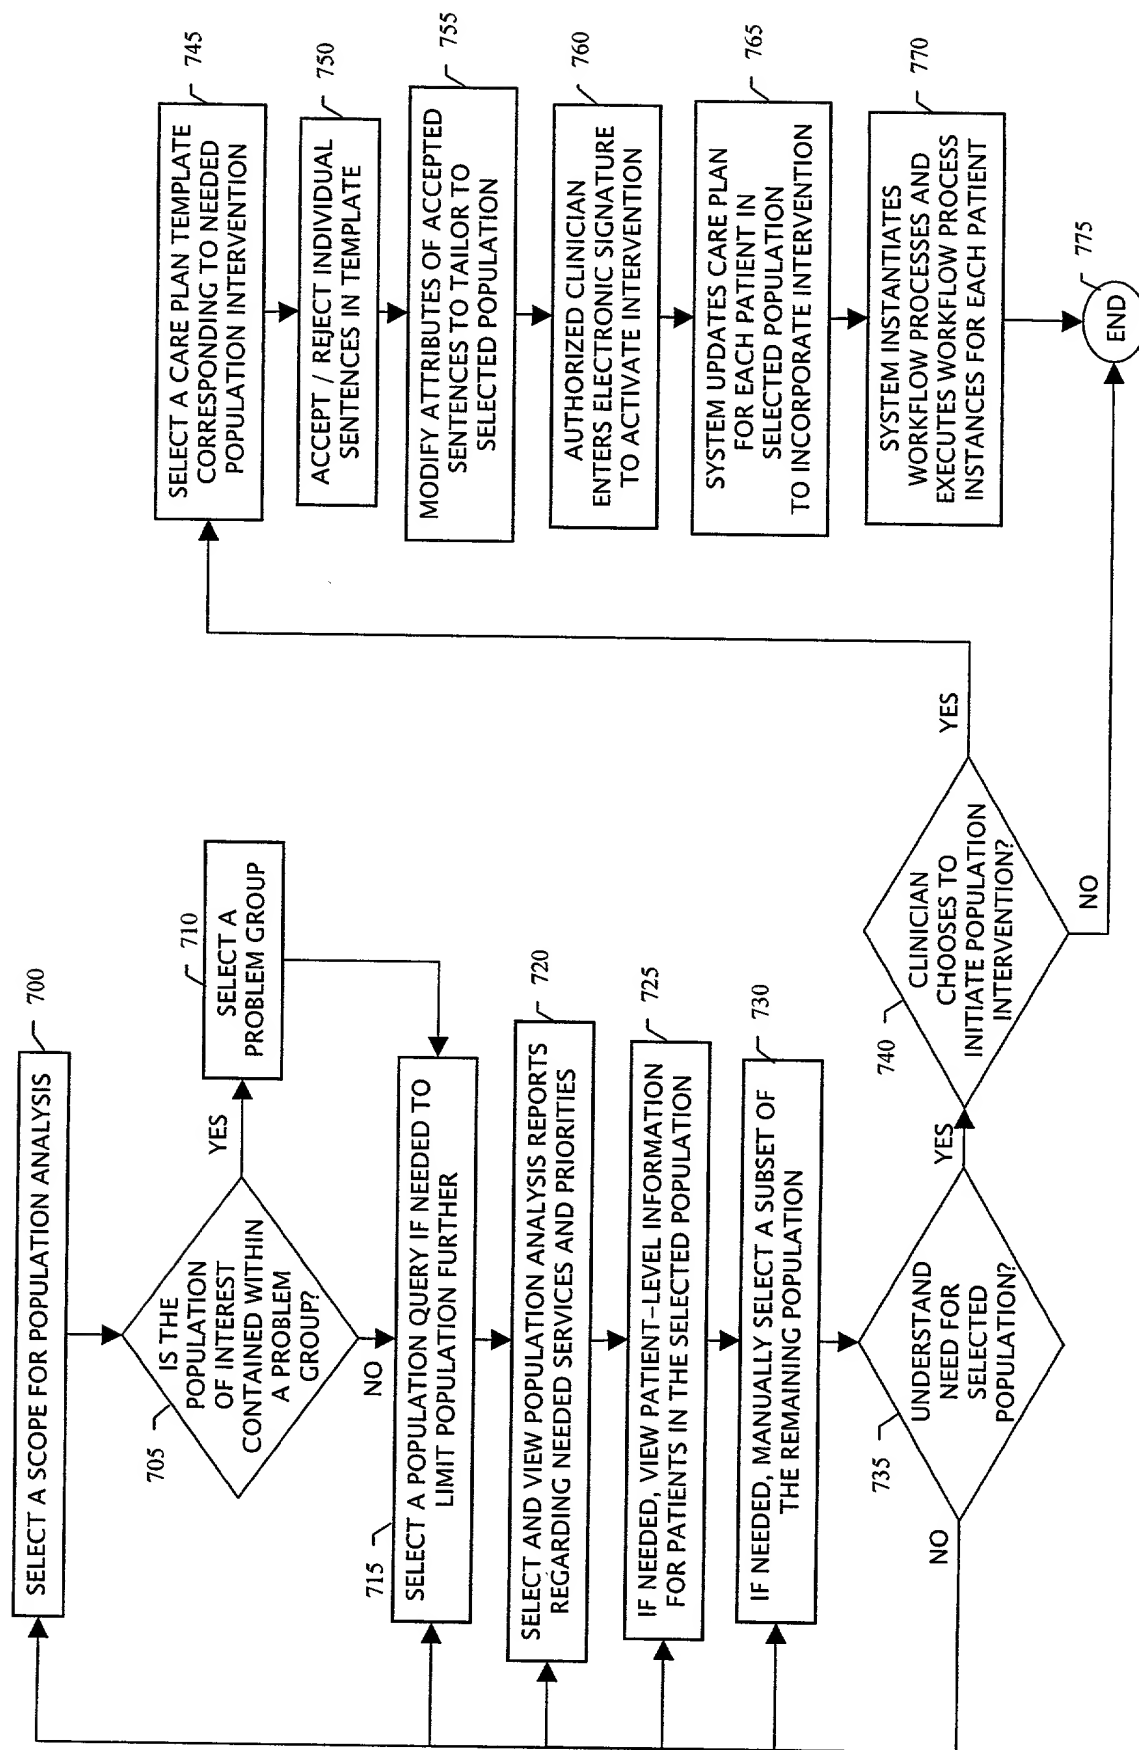 700
SELECT A SCOPE FOR POPULATION ANALYSIS
705
IS THE
POPULATION
OF INTEREST
CONTAINED WITHIN
A PROBLEM
GROUP?
YES
NO
710
SELECT A
PROBLEM GROUP
715
SELECT A POPULATION QUERY IF NEEDED TO
LIMIT POPULATION FURTHER
720
SELECT AND VIEW POPULATION ANALYSIS REPORTS
REGARDING NEEDED SERVICES AND PRIORITIES
725
IF NEEDED, VIEW PATIENT-LEVEL INFORMATION
FOR PATIENTS IN THE SELECTED POPULATION
730
IF NEEDED, MANUALLY SELECT A SUBSET OF
THE REMAINING POPULATION
735
UNDERSTAND
NEED FOR
SELECTED
POPULATION?
NO
YES
740
CLINICIAN
CHOOSES TO
INITIATE POPULATION
INTERVENTION?
YES
NO
745
SELECT A CARE PLAN TEMPLATE
CORRESPONDING TO NEEDED
POPULATION INTERVENTION
750
ACCEPT / REJECT INDIVIDUAL
SENTENCES IN TEMPLATE
755
MODIFY ATTRIBUTES OF ACCEPTED
SENTENCES TO TAILOR TO
SELECTED POPULATION
760
AUTHORIZED CLINICIAN
ENTERS ELECTRONIC SIGNATURE
TO ACTIVATE INTERVENTION
765
SYSTEM UPDATES CARE PLAN
FOR EACH PATIENT IN
SELECTED POPULATION
TO INCORPORATE INTERVENTION
770
SYSTEM INSTANTIATES
WORKFLOW PROCESSES AND
EXECUTES WORKFLOW PROCESS
INSTANCES FOR EACH PATIENT
775
END